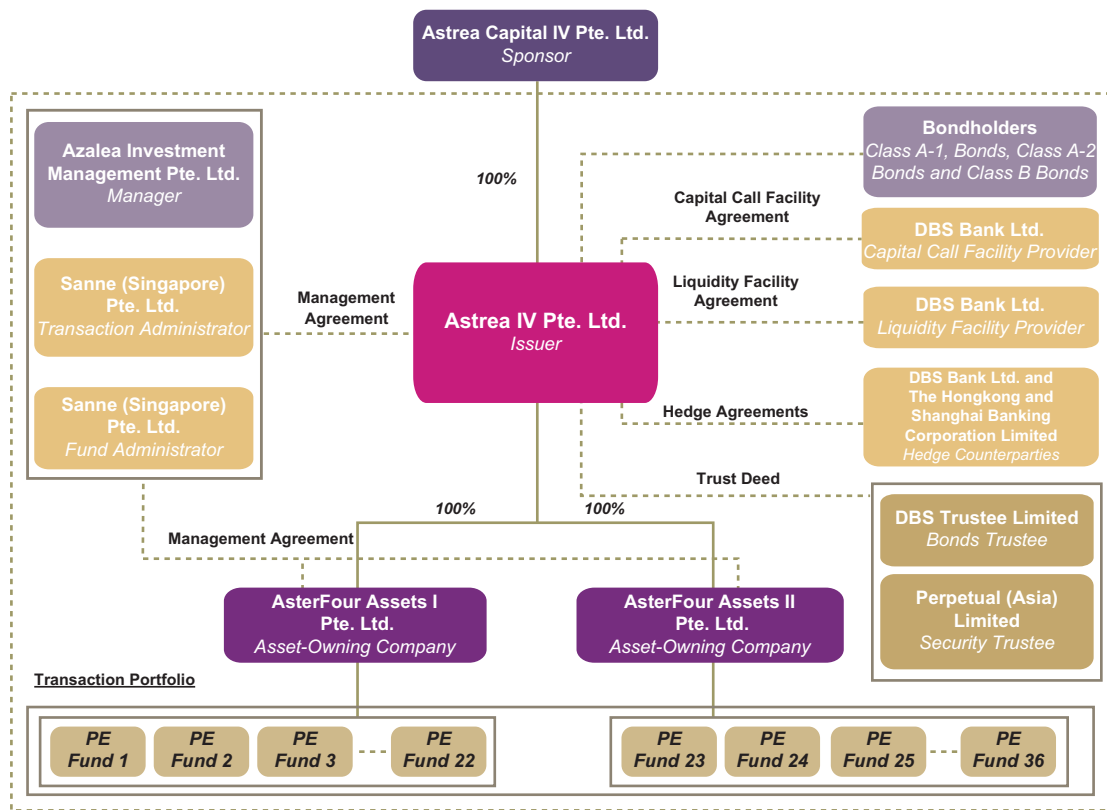 Astrea Capital IV Pte. Ltd.
Sponsor
100%
Azalea Investment
Management Pte. Ltd.
Manager
Sanne (Singapore)
Pte. Ltd.
Transaction Administrator
Sanne (Singapore)
Pte. Ltd.
Fund Administrator
Management
Agreement
Astrea IV Pte. Ltd.
Issuer
Bondholders
Class A-1, Bonds, Class A-2
Bonds and Class B Bonds
Capital Call Facility
Agreement
DBS Bank Ltd.
Capital Call Facility Provider
Liquidity Facility
Agreement
DBS Bank Ltd.
Liquidity Facility Provider
Hedge Agreements
DBS Bank Ltd. and
The Hongkong and
Shanghai Banking
Corporation Limited
Hedge Counterparties
Trust Deed
DBS Trustee Limited
Bonds Trustee
Perpetual (Asia)
Limited
Security Trustee
100%
100%
Management Agreement
AsterFour Assets I
Pte. Ltd.
Asset-Owning Company
AsterFour Assets II
Pte. Ltd.
Asset-Owning Company
Transaction Portfolio
PE
Fund 1
PE
Fund 2
PE
Fund 3
PE
Fund 22
PE
Fund 23
PE
Fund 24
PE
Fund 25
PE
Fund 36